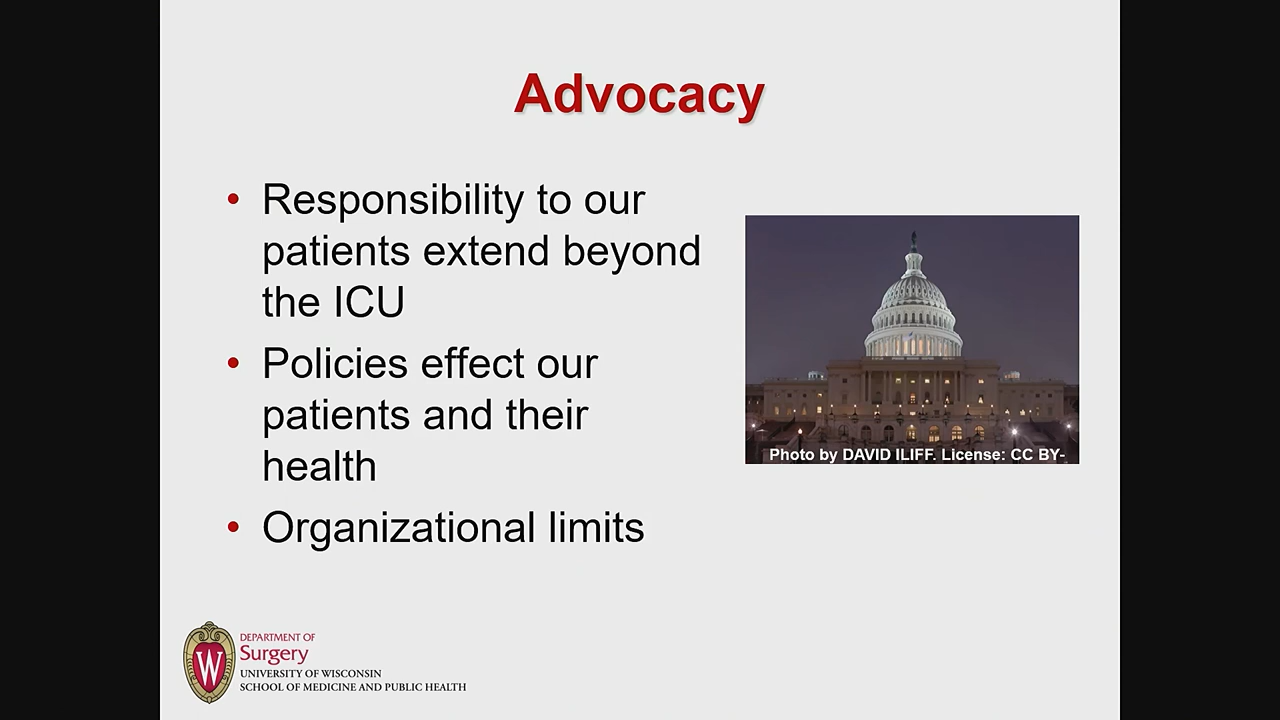 Advocacy
• Responsibility to our
patients extend beyond
the ICU
• Policies effect our
patients and their
health
• Organizational limits
Photo by DAVID ILIFF. License: CC BY-
W
DEPARTMENT OF
Surgery
UNIVERSITY OF WISCONSIN
SCHOOL OF MEDICINE AND PUBLIC HEALTH